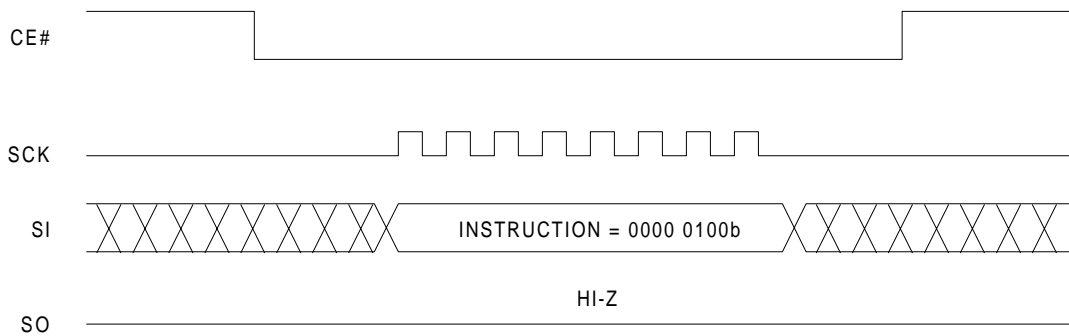 CE#
SCK
SI
INSTRUCTION = 0000 0100b
HI-Z
SO